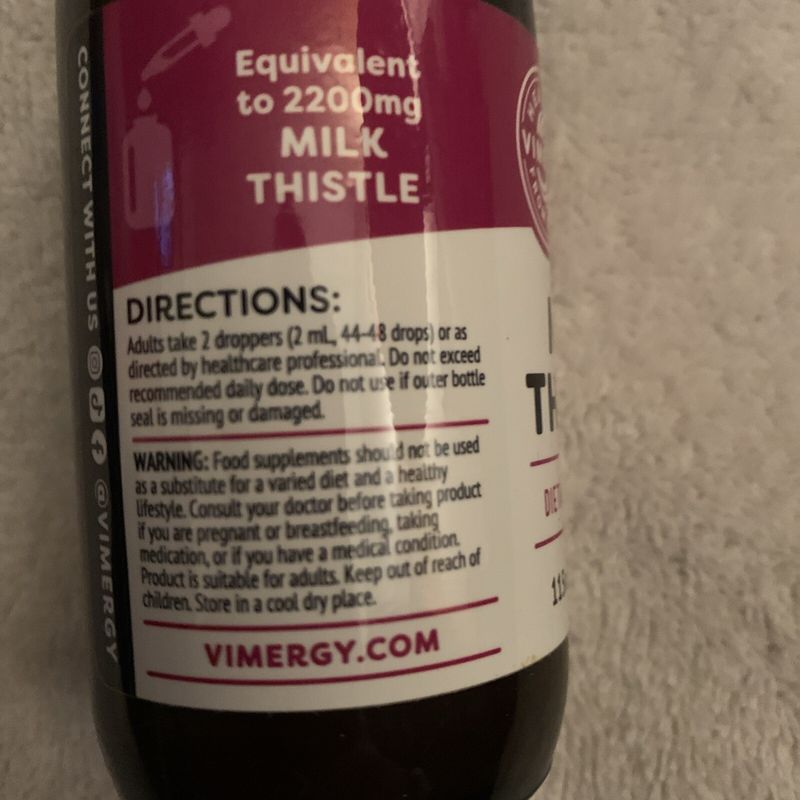 Equivalent
to 2200mg
MILK
THISTLE
DIRECTIONS:
Adults take 2 droppers (2 mL, 44-48 drops) or as
directed by healthcare professional. Do not exceed
recommended daily dose. Do not use if outer bottle
seal is missing or damaged.
WARNING: Food supplements should not be used
as a substitute for a varied diet and a healthy
lifestyle. Consult your doctor before taking product
if you are pregnant or breastfeeding, taking
medication, or if you have a medical condition.
Product is suitable for adults. Keep out of reach of
children. Store in a cool dry place.
VIMERGY.COM
CONNECT WITH US @VIMERGY